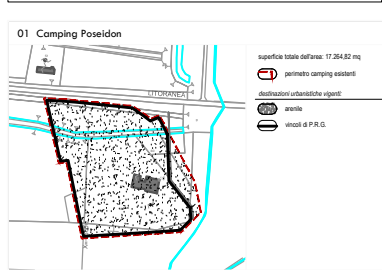 01 Camping Poseidon
superficie totale dell'area: 17.264,82 mq
perimetro camping esistenti
destinazioni urbanistiche vigenti:
arenile
vincoli di P.R.G.
LITORANEA